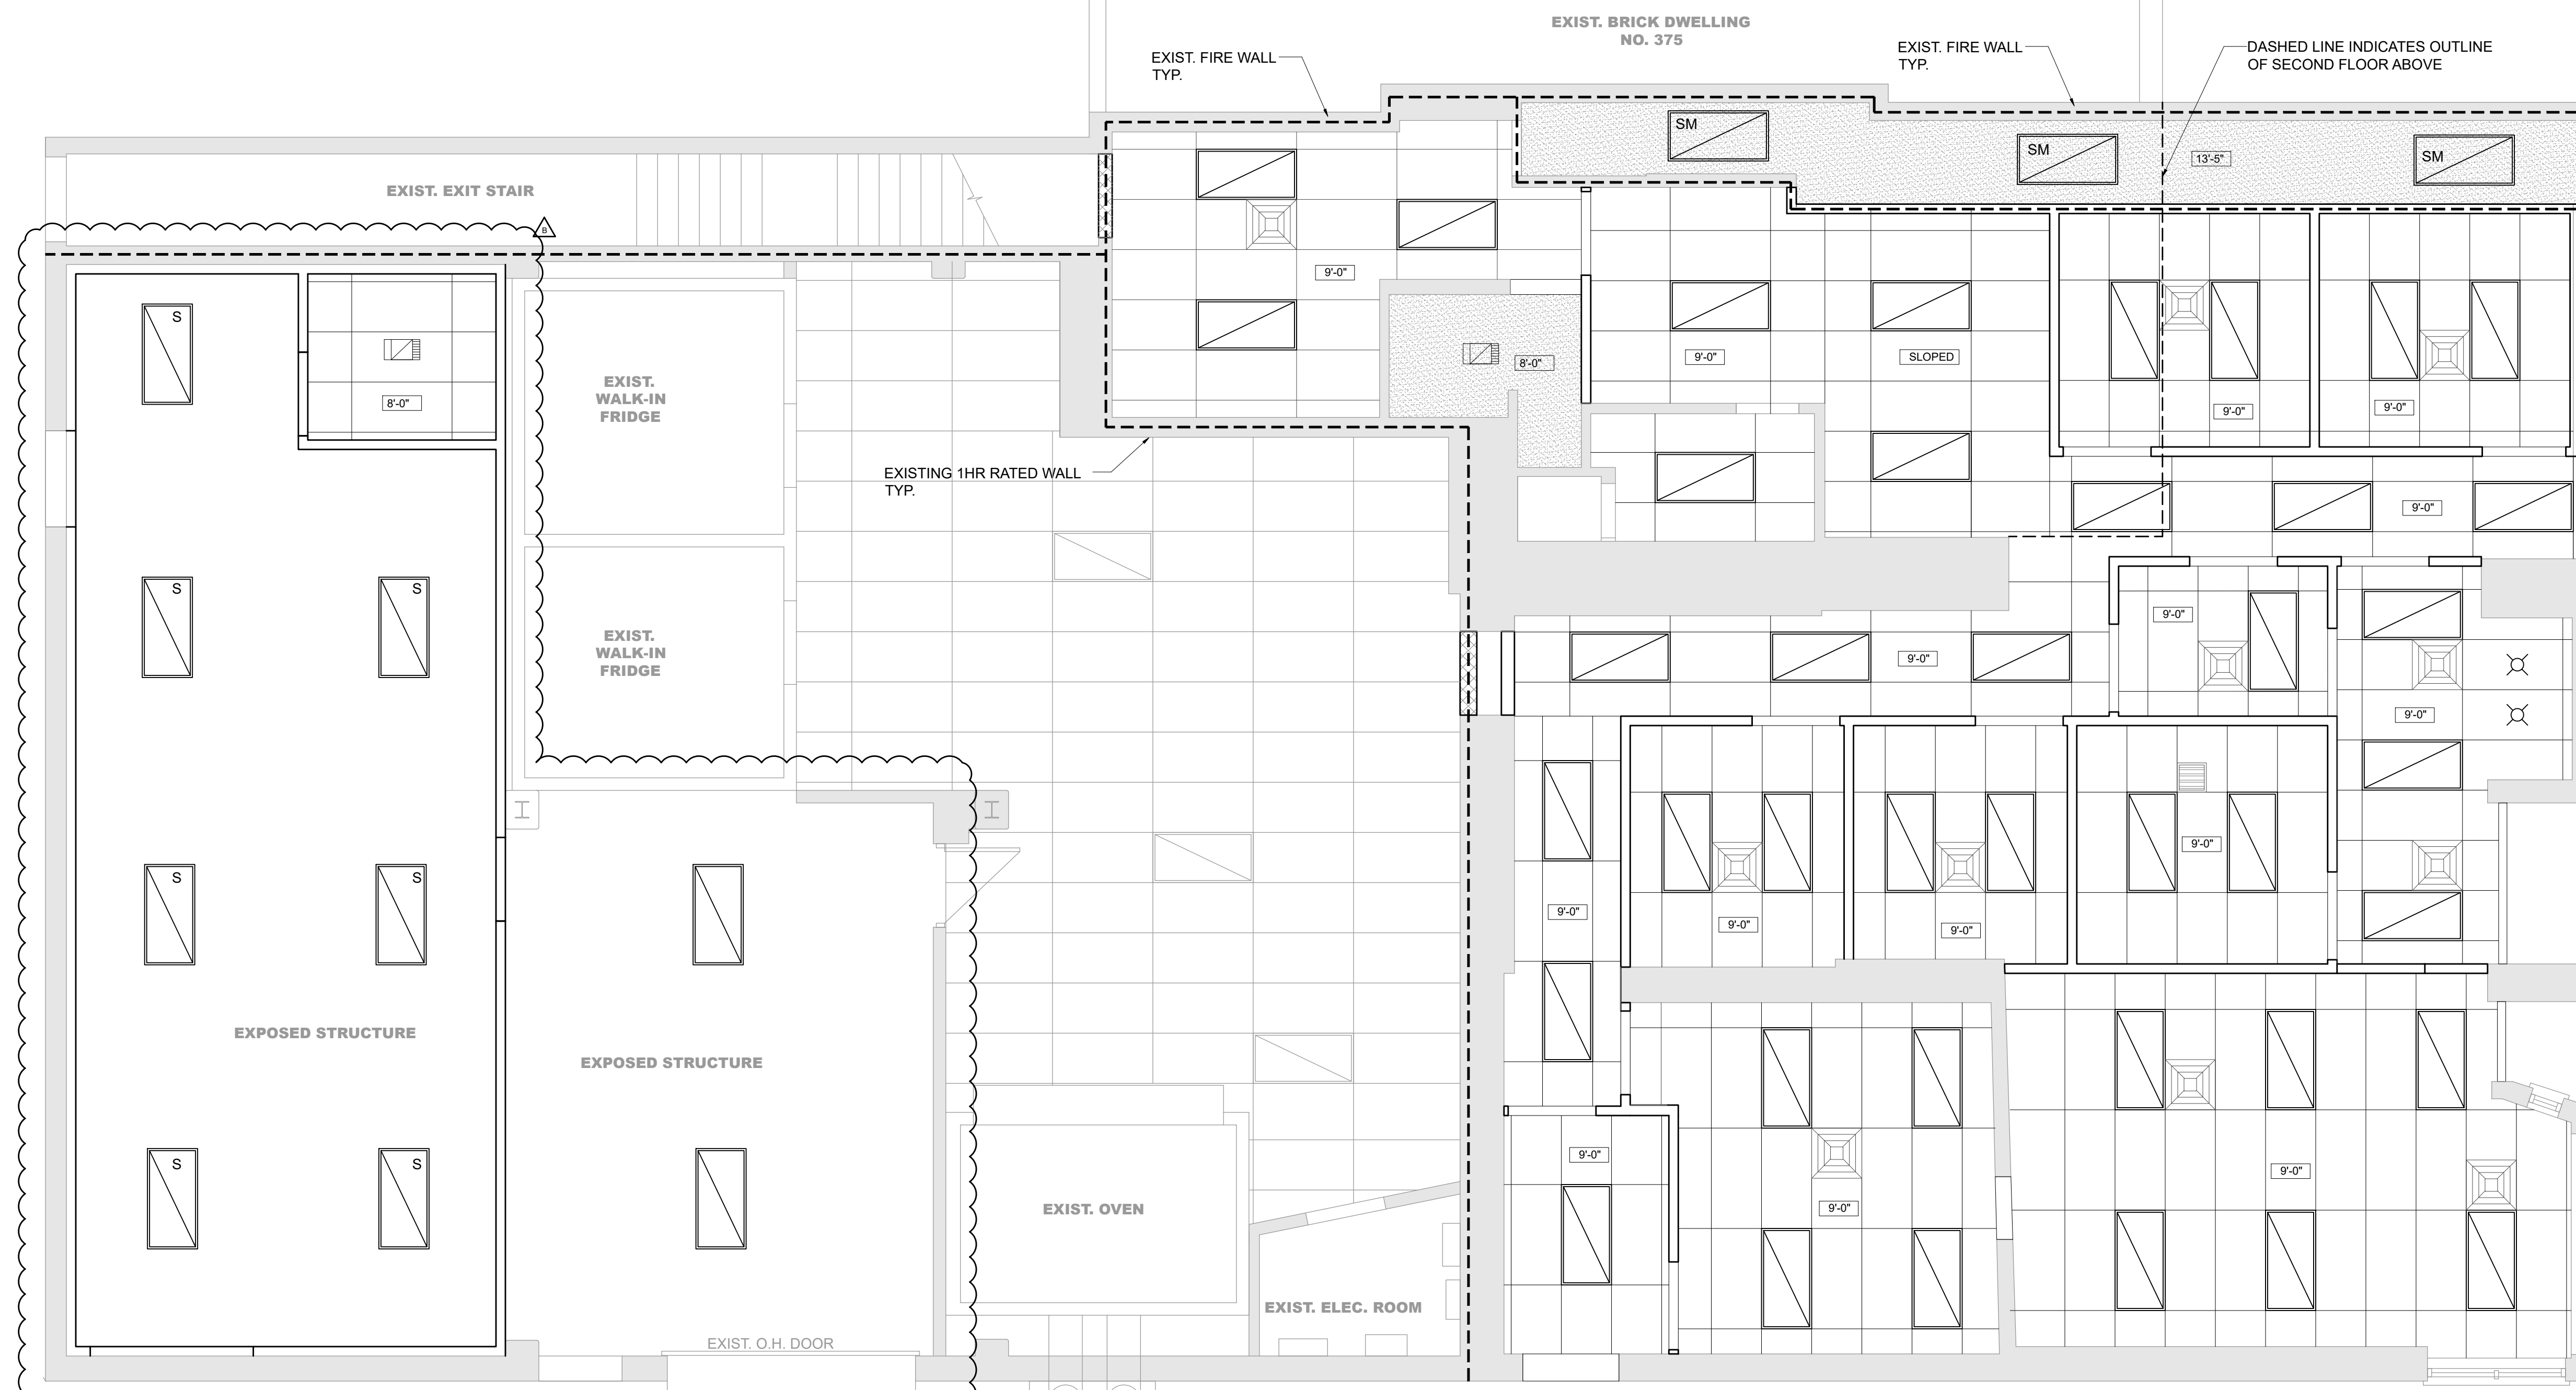 EXIST. BRICK DWELLING
NO. 375
EXIST. FIRE WALL
TYP.
EXIST. FIRE WALL
TYP.
DASHED LINE INDICATES OUTLINE
OF SECOND FLOOR ABOVE
SM
SM
SM
13'-5"
EXIST. EXIT STAIR
B
9'-0"
S
8'-0"
EXIST.
WALK-IN
FRIDGE
8'-0"
9'-0"
SLOPED
9'-0"
9'-0"
EXISTING 1HR RATED WALL
TYP.
9'-0"
S
S
EXIST.
WALK-IN
FRIDGE
9'-0"
9'-0"
9'-0"
9'-0"
S
S
9'-0"
9'-0"
9'-0"
EXPOSED STRUCTURE
EXPOSED STRUCTURE
S
S
9'-0"
9'-0"
9'-0"
EXIST. OVEN
EXIST. ELEC. ROOM
EXIST. O.H. DOOR